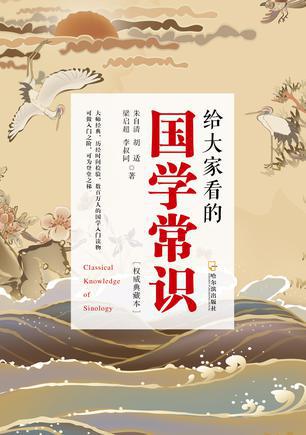 给大家看的
国学常识
朱自清 胡适
梁启超 李叔同 著
[权威典藏本]
大师经典，历经时间检验，数百万人的国学入门读物
可做入门之阶，可为登堂之梯
Classical
Knowledge
of
Sinology
哈尔滨出版社